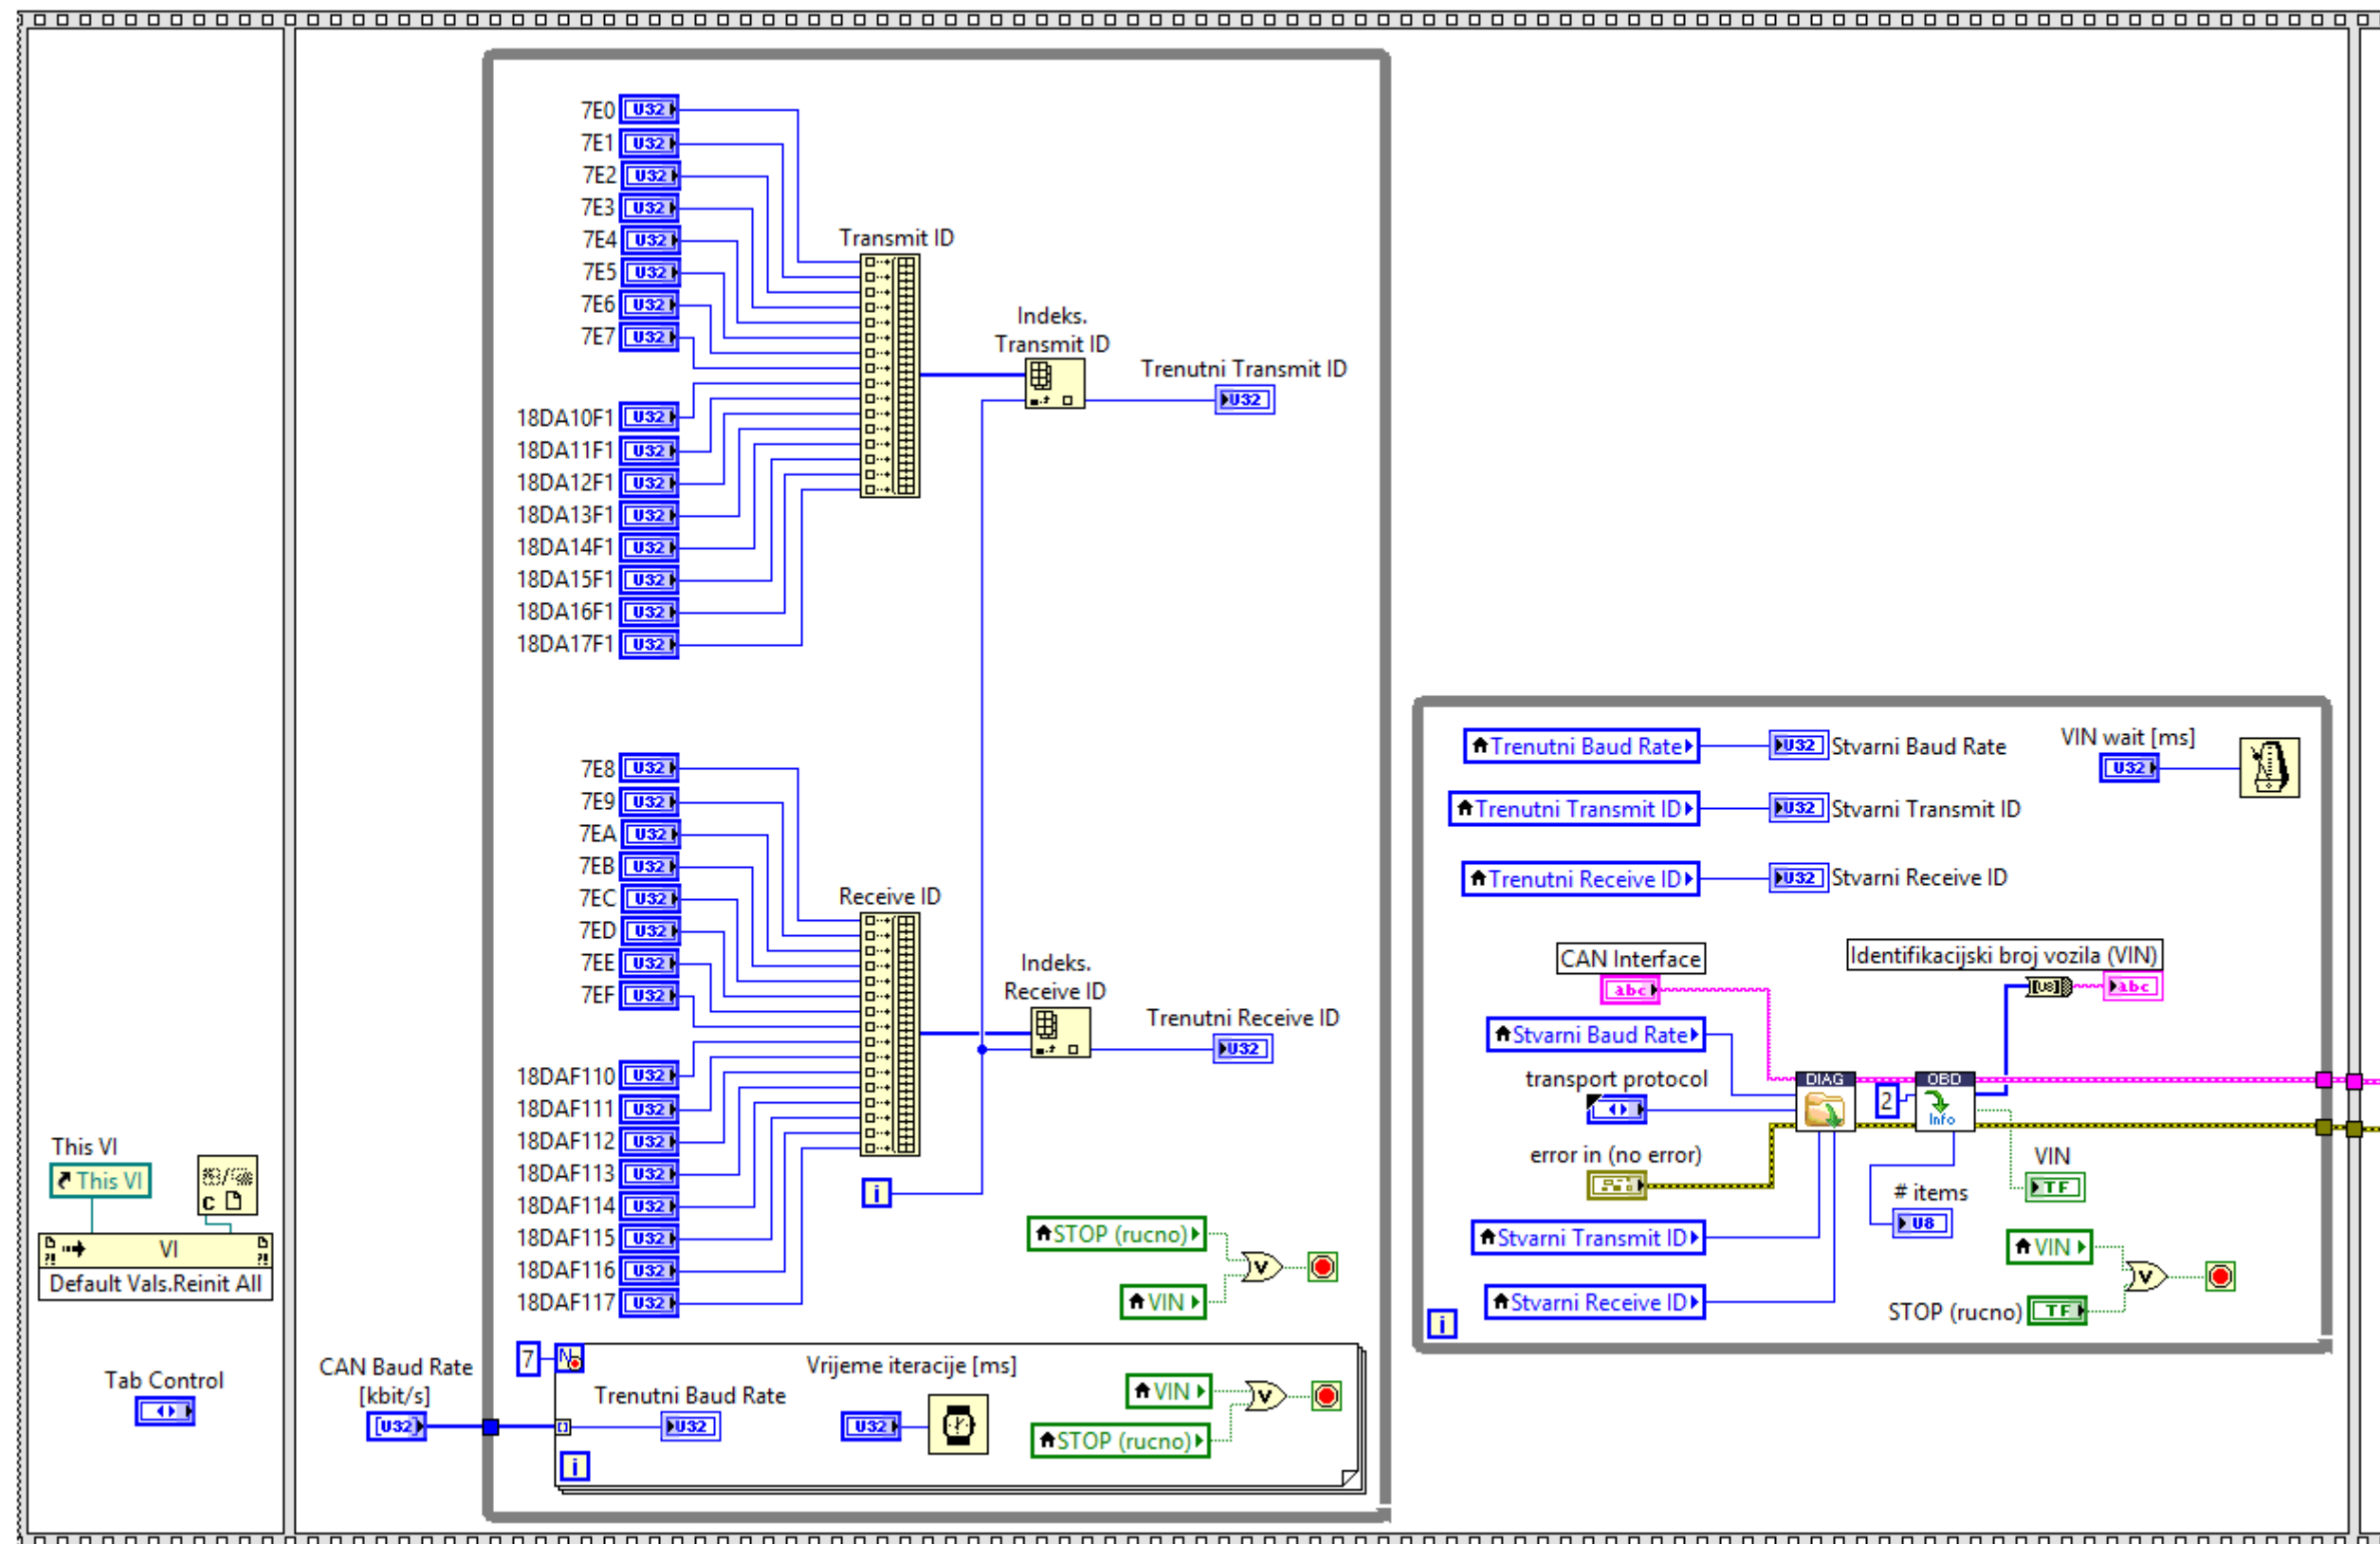 7E0 U32
7E1 U32
7E2 U32
7E3 U32
7E4 U32
7E5 U32
7E6 U32
7E7 U32
18DA10F1 U32
18DA11F1 U32
18DA12F1 U32
18DA13F1 U32
18DA14F1 U32
18DA15F1 U32
18DA16F1 U32
18DA17F1 U32
Transmit ID
Indeks.
Transmit ID
Trenutni Transmit ID
U32
7E8 U32
7E9 U32
7EA U32
7EB U32
7EC U32
7ED U32
7EE U32
7EF U32
18DAF110 U32
18DAF111 U32
18DAF112 U32
18DAF113 U32
18DAF114 U32
18DAF115 U32
18DAF116 U32
18DAF117 U32
Receive ID
Indeks.
Receive ID
Trenutni Receive ID
U32
i
STOP (rucno)
VIN
V
This VI
This VI
C
VI
Default Vals.Reinit All
Tab Control
CAN Baud Rate
[kbit/s]
[U32]
7
N
Trenutni Baud Rate
U32
Vrijeme iteracije [ms]
U32
VIN
STOP (rucno)
V
i
Trenutni Baud Rate U32 Stvarni Baud Rate
Trenutni Transmit ID U32 Stvarni Transmit ID
Trenutni Receive ID U32 Stvarni Receive ID
VIN wait [ms]
U32
CAN Interface
abc
Identifikacijski broj vozila (VIN)
[U8] abc
Stvarni Baud Rate
transport protocol
DIAG
2
OBD
Info
error in (no error)
VIN
TF
# items
U8
Stvarni Transmit ID
Stvarni Receive ID
VIN
V
STOP (rucno) TF
i